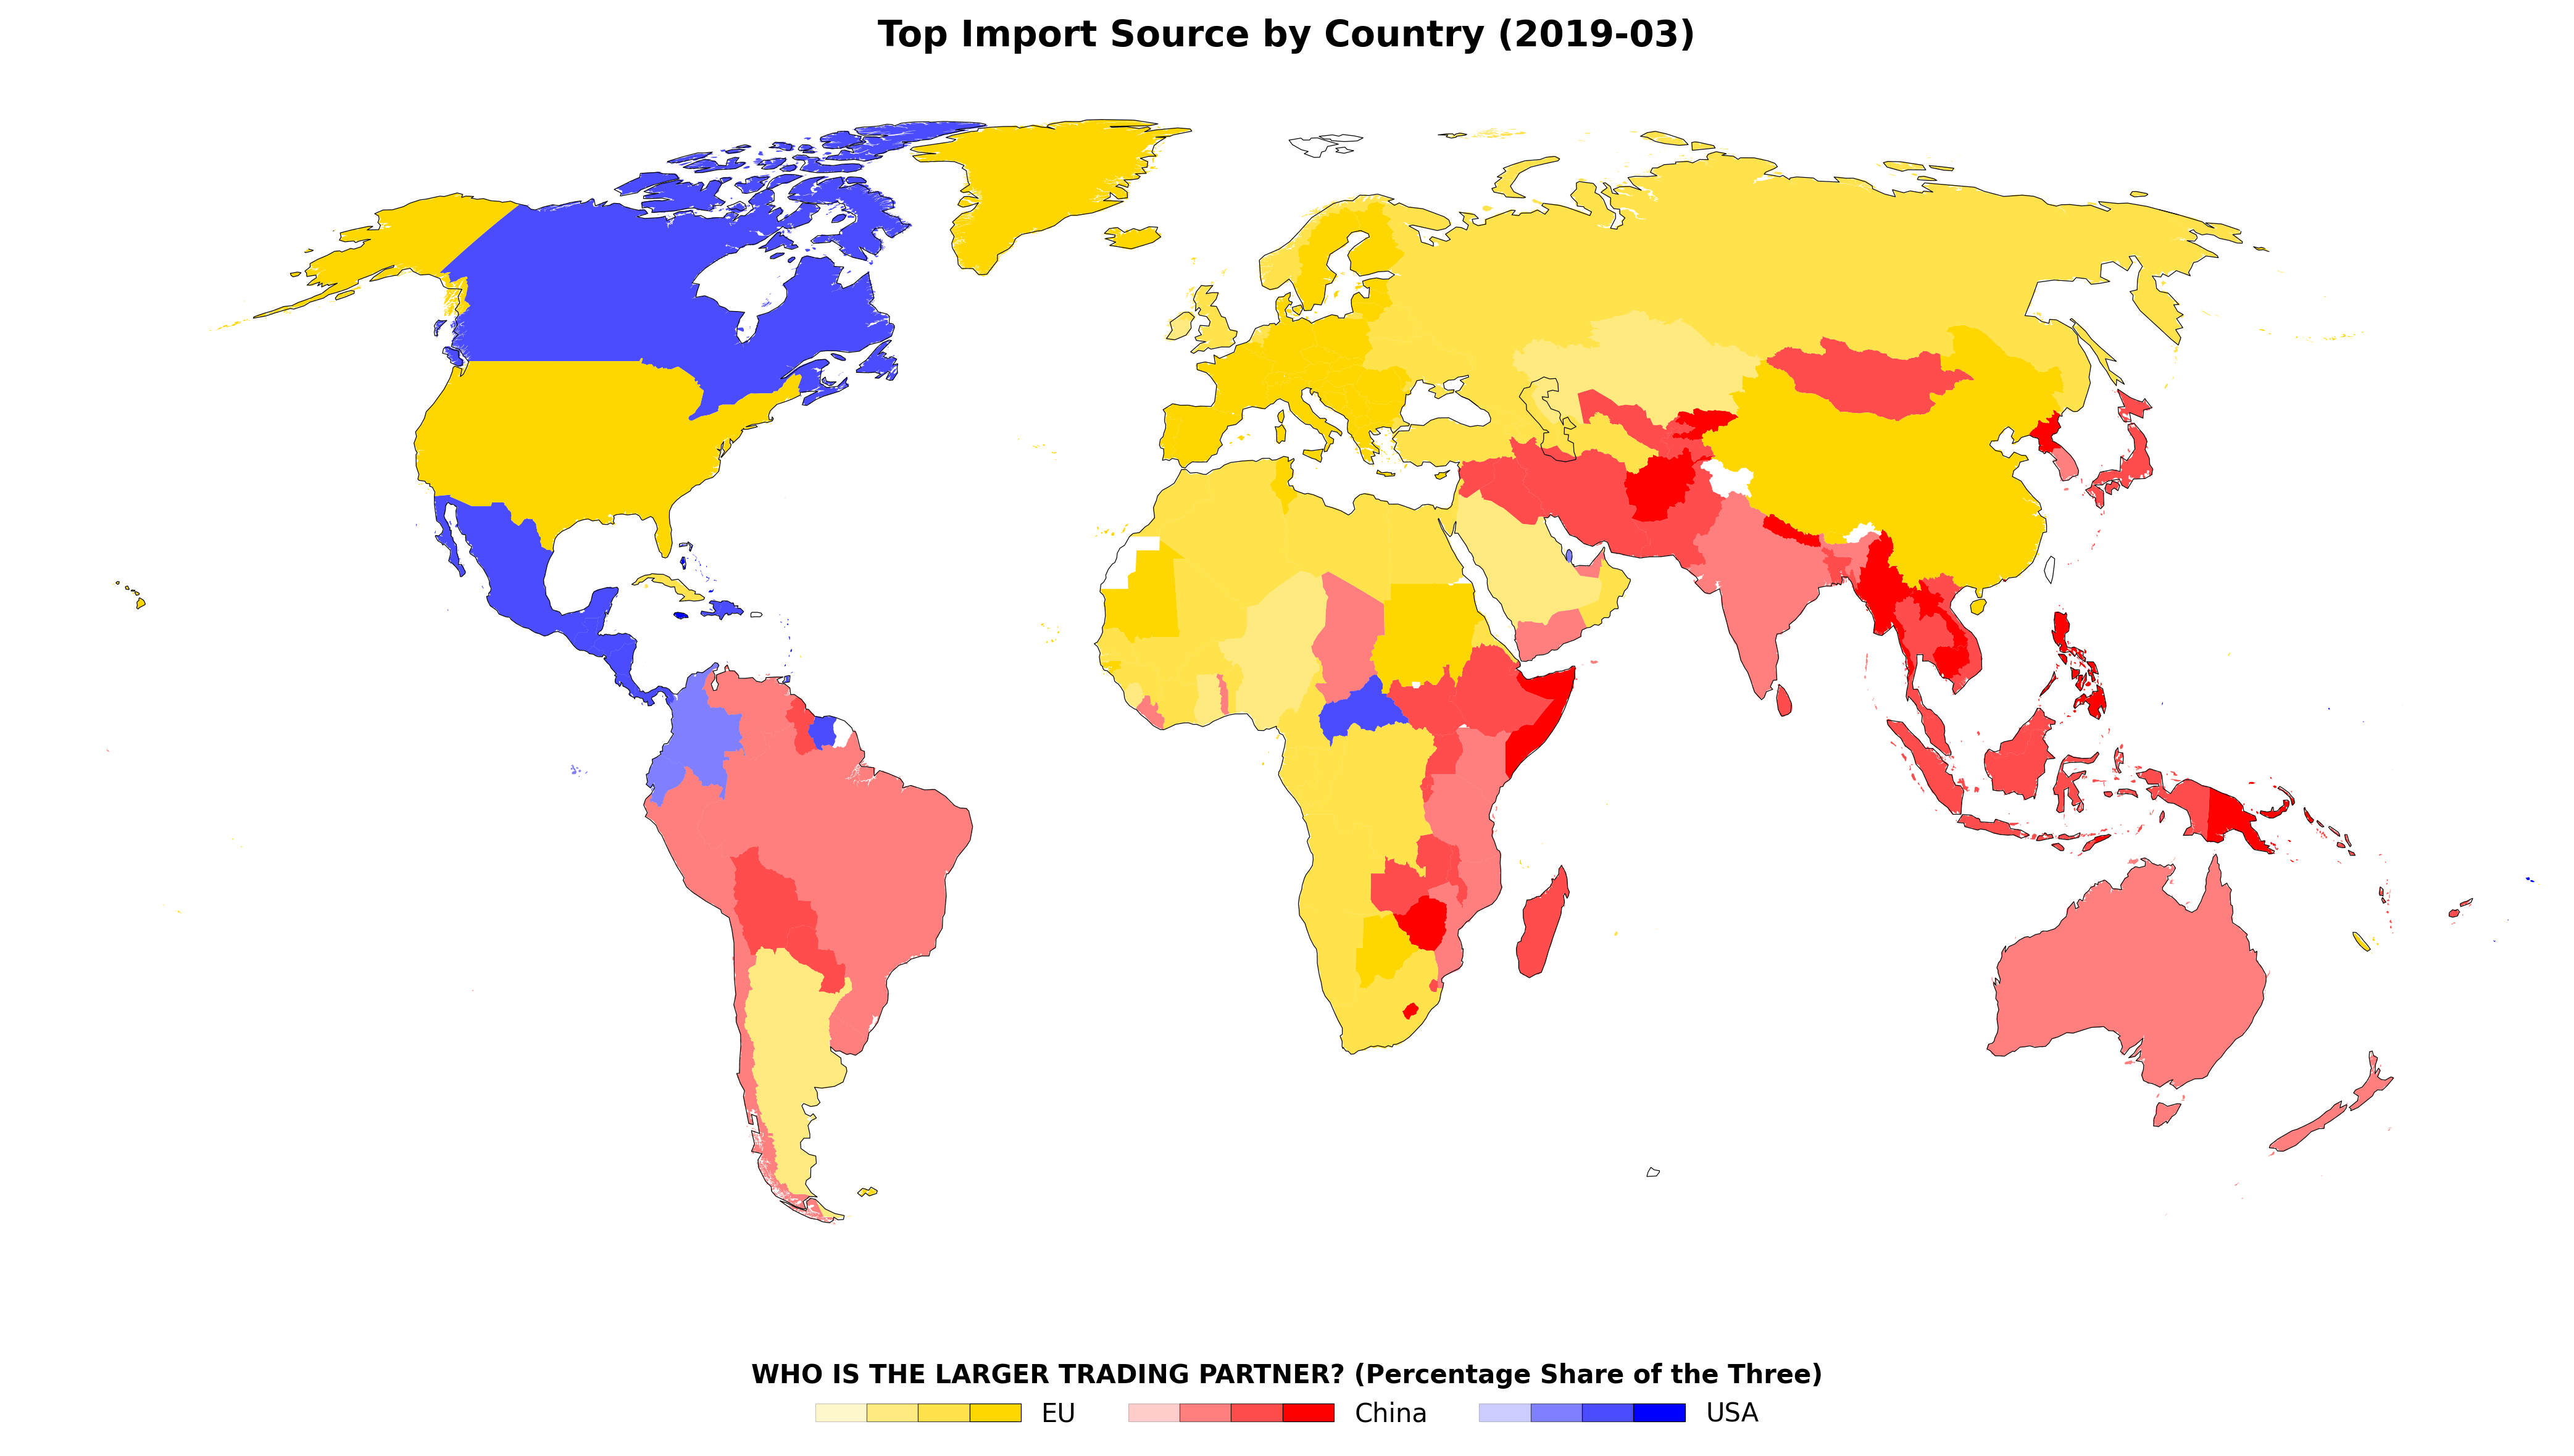 Top Import Source by Country (2019-03)
WHO IS THE LARGER TRADING PARTNER? (Percentage Share of the Three)
EU China USA